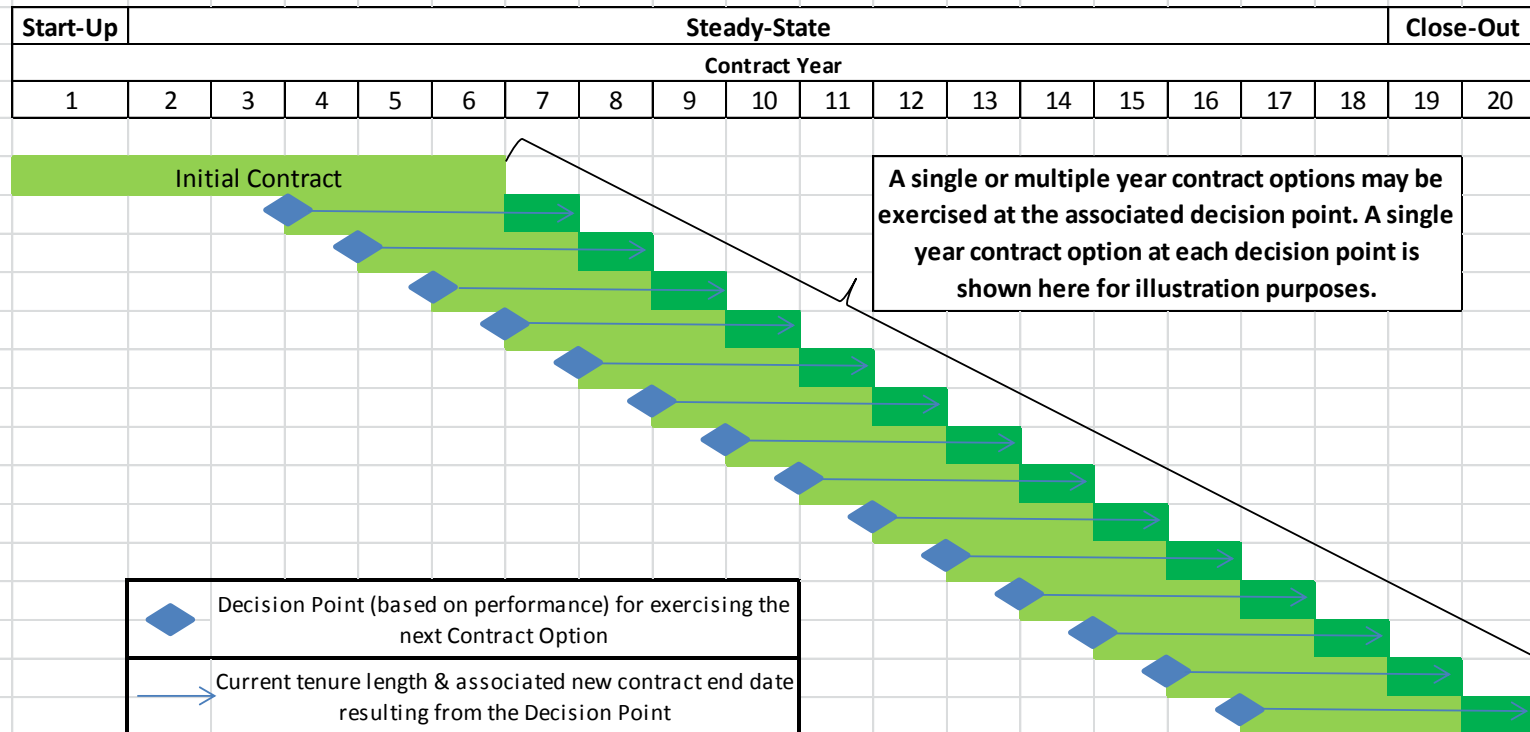 Start-Up Steady-State Close-Out
Contract Year
1 2 3 4 5 6 7 8 9 10 11 12 13 14 15 16 17 18 19 20
Initial Contract
A single or multiple year contract options may be
exercised at the associated decision point. A single
year contract option at each decision point is
shown here for illustration purposes.
Decision Point (based on performance) for exercising the
next Contract Option
Current tenure length & associated new contract end date
resulting from the Decision Point